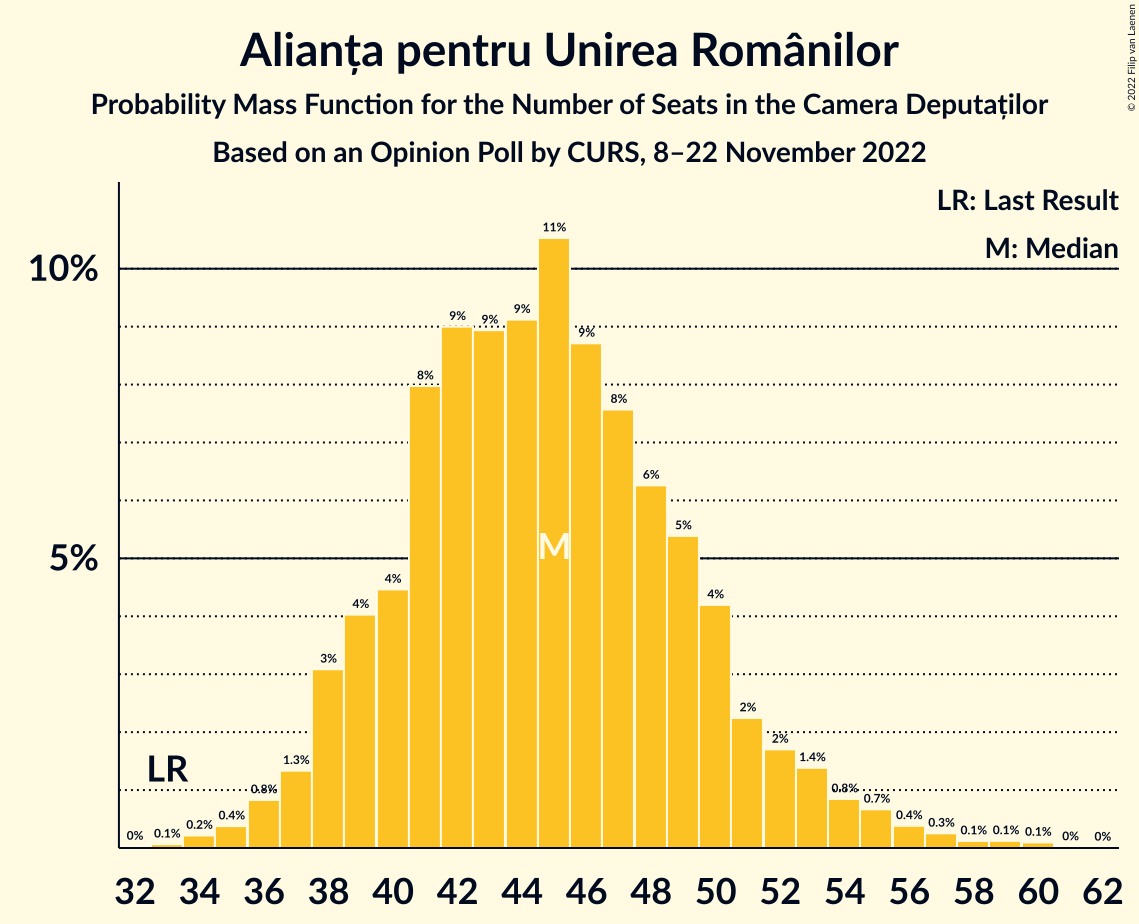 Alianța pentru Unirea Românilor
Probability Mass Function for the Number of Seats in the Camera Deputaților
Based on an Opinion Poll by CURS, 8–22 November 2022
© 2022 Filip van Laenen
LR: Last Result
M: Median
10%
5%
0% 0.1% 0.2% 0.4% 0.8% 1.3% 3% 4% 4% 8% 9% 9% 9% 11% 9% 8% 6% 5% 4% 2% 2% 1.4% 0.8% 0.7% 0.4% 0.3% 0.1% 0.1% 0.1% 0% 0%
M
LR
32 34 36 38 40 42 44 46 48 50 52 54 56 58 60 62